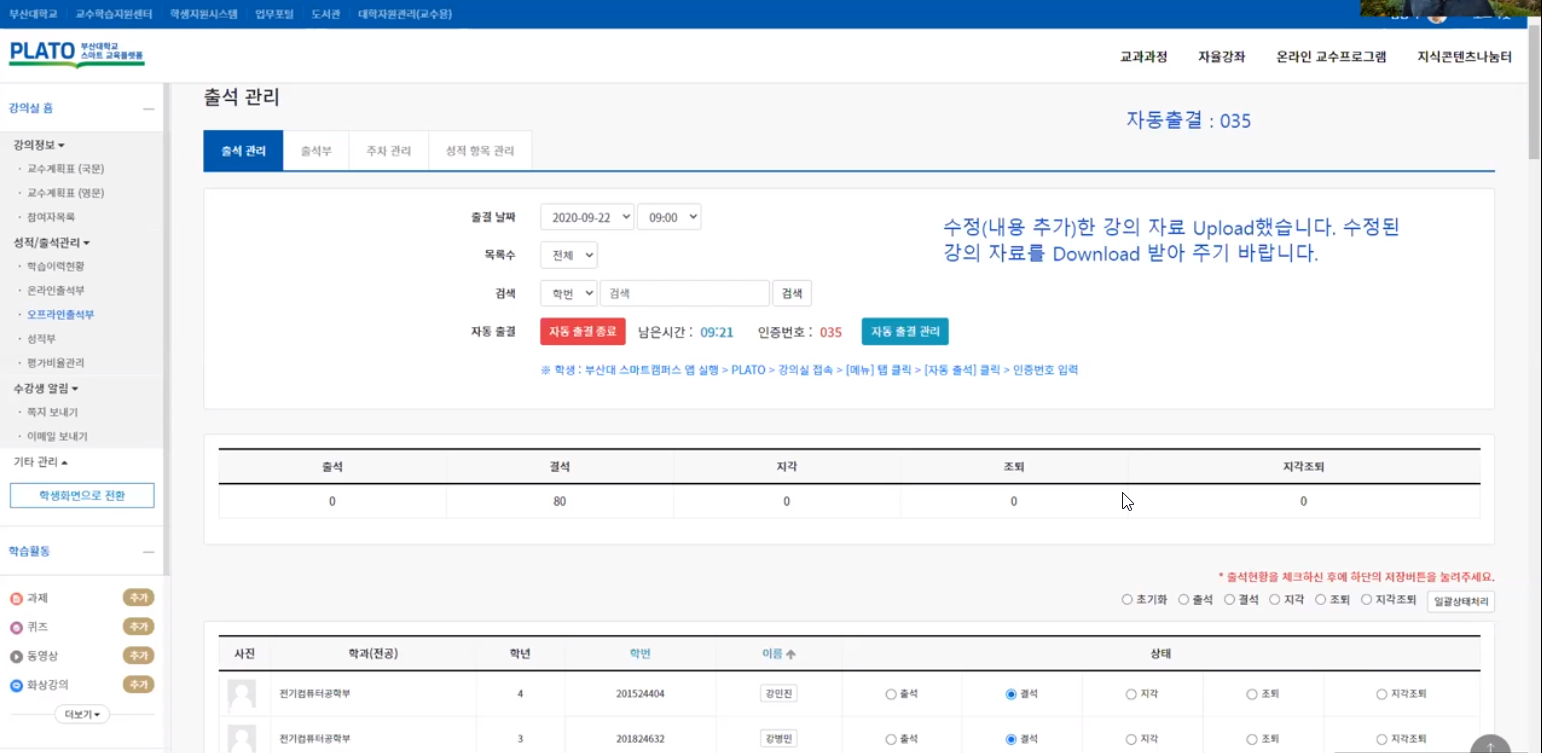 부산대학교 교수학습지원센터 학생지원시스템 업무포털 도서관 대학자원관리(교수용)
PLATO 부산대학교 스마트 교육플랫폼
교과과정 자율강좌 온라인 교수프로그램 지식콘텐츠나눔터
강의실 홈
강의정보
교수계획표 (국문)
교수계획표 (영문)
참여자목록
성적/출석관리
학습이력현황
온라인출석부
오프라인출석부
성적부
평가비율관리
수강생 알림
쪽지 보내기
이메일 보내기
기타 관리
학생화면으로 전환
학습활동
과제 추가
퀴즈 추가
동영상 추가
화상강의 추가
더보기
출석 관리
자동출결 : 035
출석 관리 출석부 주차 관리 성적 항목 관리
출결 날짜 2020-09-22 09:00
목록수 전체
검색 학번 검색 검색
자동 출결 자동 출결 종료 남은시간 : 09:21 인증번호 : 035 자동 출결 관리
※ 학생 : 부산대 스마트캠퍼스 앱 실행 > PLATO > 강의실 접속 > [메뉴] 탭 클릭 > [자동 출석] 클릭 > 인증번호 입력
수정(내용 추가)한 강의 자료 Upload했습니다. 수정된
강의 자료를 Download 받아 주기 바랍니다.
출석 결석 지각 조퇴 지각조퇴
0 80 0 0 0
* 출석현황을 체크하신 후에 하단의 저장버튼을 눌려주세요.
초기화 출석 결석 지각 조퇴 지각조퇴 일괄상태처리
사진 학과(전공) 학년 학번 이름 상태
전기컴퓨터공학부 4 201524404 강민진 출석 결석 지각 조퇴 지각조퇴
전기컴퓨터공학부 3 201824632 강병민 출석 결석 지각 조퇴 지각조퇴